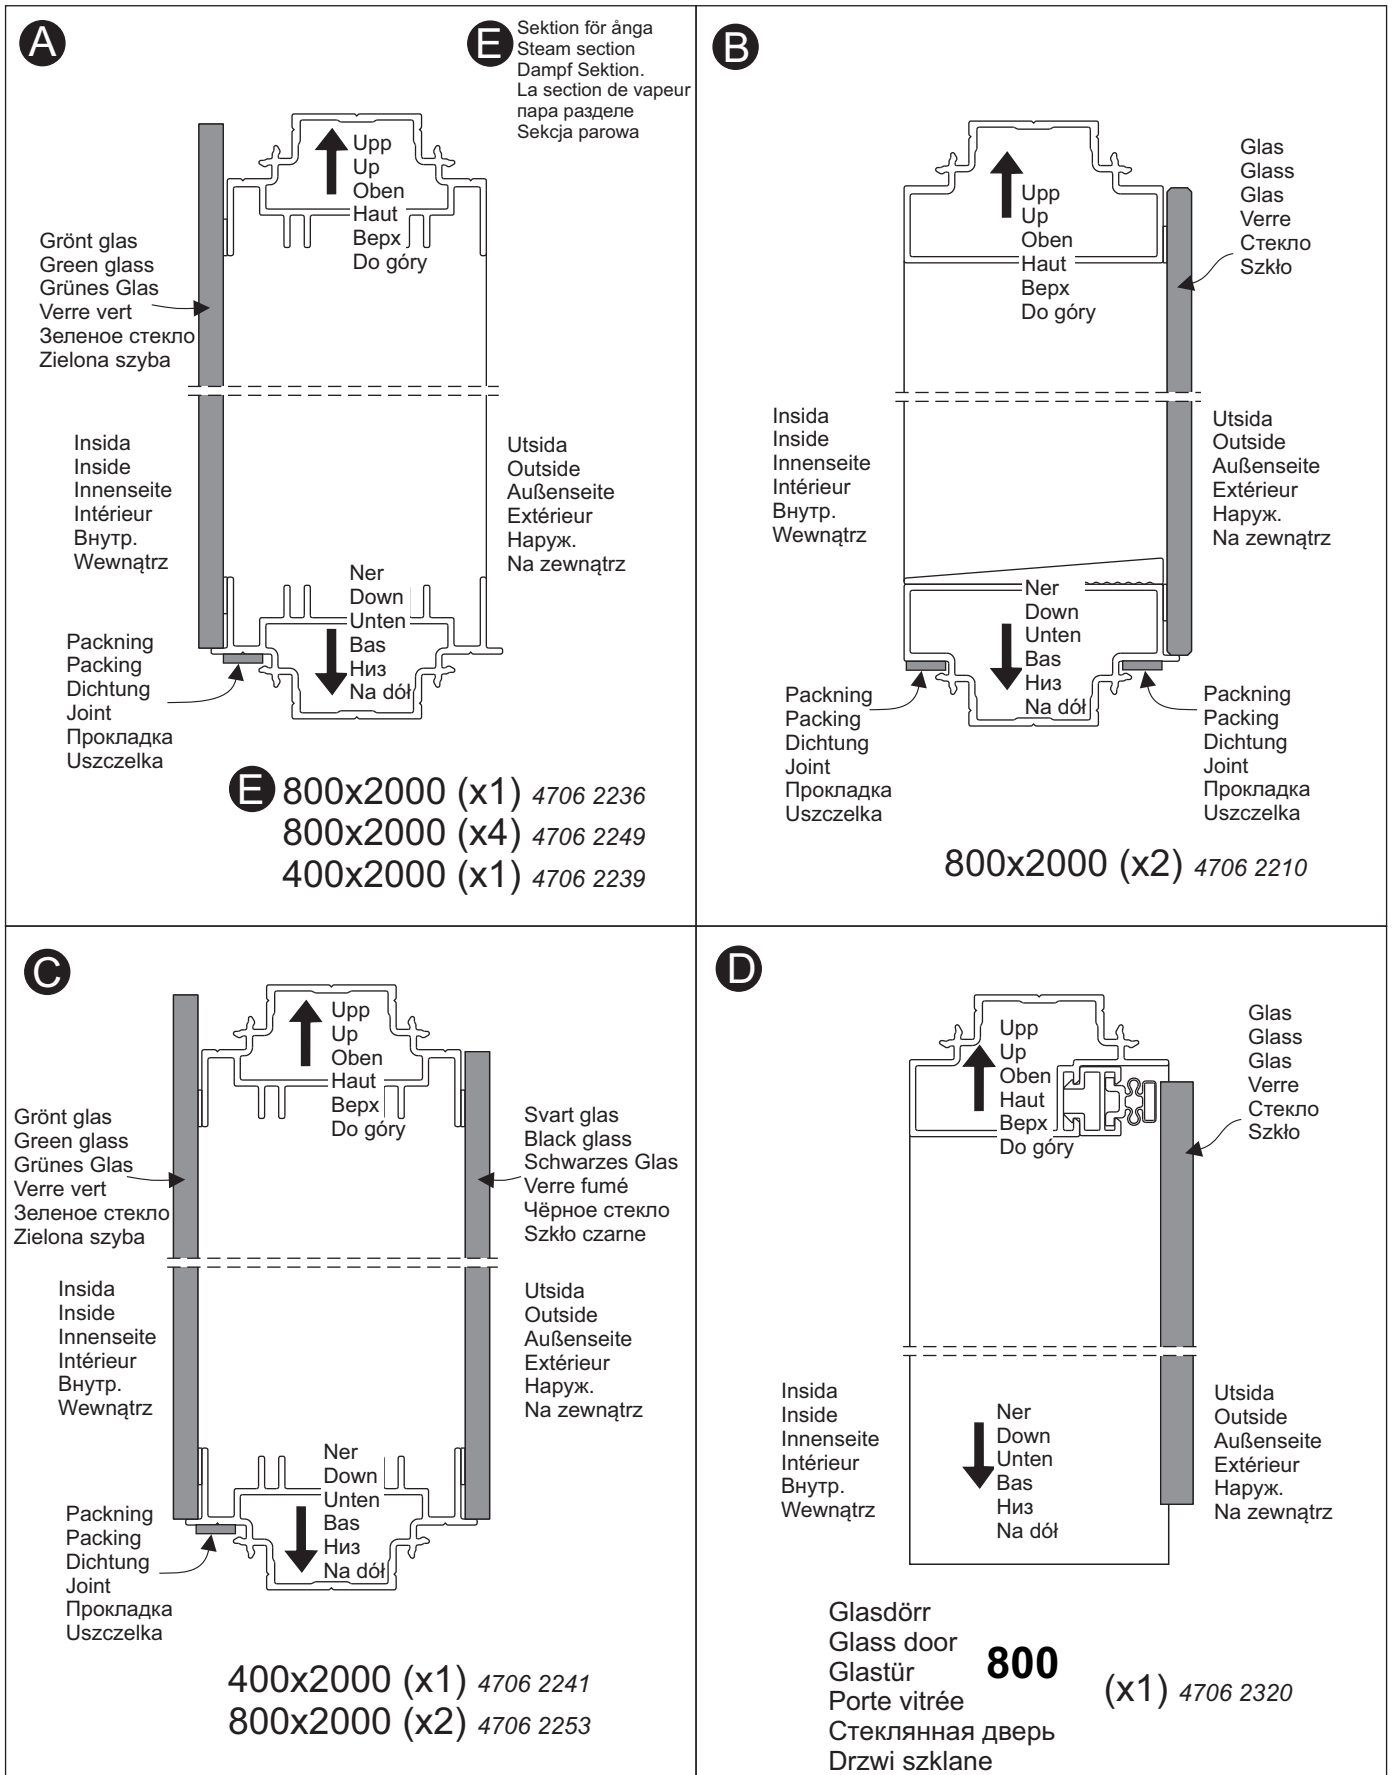 A
E
Sektion för ånga
Steam section
Dampf Sektion.
La section de vapeur
пара разделе
Sekcja parowa
Upp
Up
Oben
Haut
Верх
Do góry
Grönt glas
Green glass
Grünes Glas
Verre vert
Зеленое стекло
Zielona szyba
Insida
Inside
Innenseite
Intérieur
Внутр.
Wewnątrz
Utsida
Outside
Außenseite
Extérieur
Наруж.
Na zewnątrz
Ner
Down
Unten
Bas
Низ
Na dół
Packning
Packing
Dichtung
Joint
Прокладка
Uszczelka
E 800x2000 (x1) 4706 2236
800x2000 (x4) 4706 2249
400x2000 (x1) 4706 2239
B
Upp
Up
Oben
Haut
Верх
Do góry
Glas
Glass
Glas
Verre
Стекло
Szkło
Insida
Inside
Innenseite
Intérieur
Внутр.
Wewnątrz
Utsida
Outside
Außenseite
Extérieur
Наруж.
Na zewnątrz
Ner
Down
Unten
Bas
Низ
Na dół
Packning
Packing
Dichtung
Joint
Прокладка
Uszczelka
Packning
Packing
Dichtung
Joint
Прокладка
Uszczelka
800x2000 (x2) 4706 2210
C
Upp
Up
Oben
Haut
Верх
Do góry
Grönt glas
Green glass
Grünes Glas
Verre vert
Зеленое стекло
Zielona szyba
Svart glas
Black glass
Schwarzes Glas
Verre fumé
Чёрное стекло
Szkło czarne
Insida
Inside
Innenseite
Intérieur
Внутр.
Wewnątrz
Utsida
Outside
Außenseite
Extérieur
Наруж.
Na zewnątrz
Ner
Down
Unten
Bas
Низ
Na dół
Packning
Packing
Dichtung
Joint
Прокладка
Uszczelka
400x2000 (x1) 4706 2241
800x2000 (x2) 4706 2253
D
Upp
Up
Oben
Haut
Верх
Do góry
Glas
Glass
Glas
Verre
Стекло
Szkło
Insida
Inside
Innenseite
Intérieur
Внутр.
Wewnątrz
Ner
Down
Unten
Bas
Низ
Na dół
Utsida
Outside
Außenseite
Extérieur
Наруж.
Na zewnątrz
Glasdörr
Glass door
Glastür
Porte vitrée
Стеклянная дверь
Drzwi szklane
800
(x1) 4706 2320